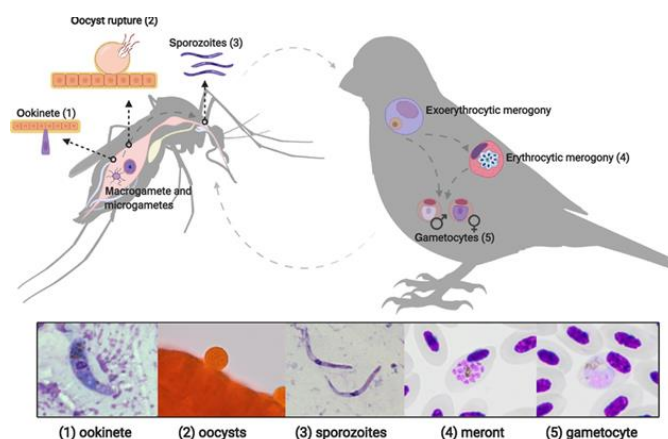 Oocyst rupture (2)
Sporozoites (3)
Ookinete (1)
Macrogamete and
microgametes
Exoerythrocytic merogony
Erythrocytic merogony (4)
Gametocytes (5)
(1) ookinete
(2) oocysts
(3) sporozoites
(4) meront
(5) gametocyte